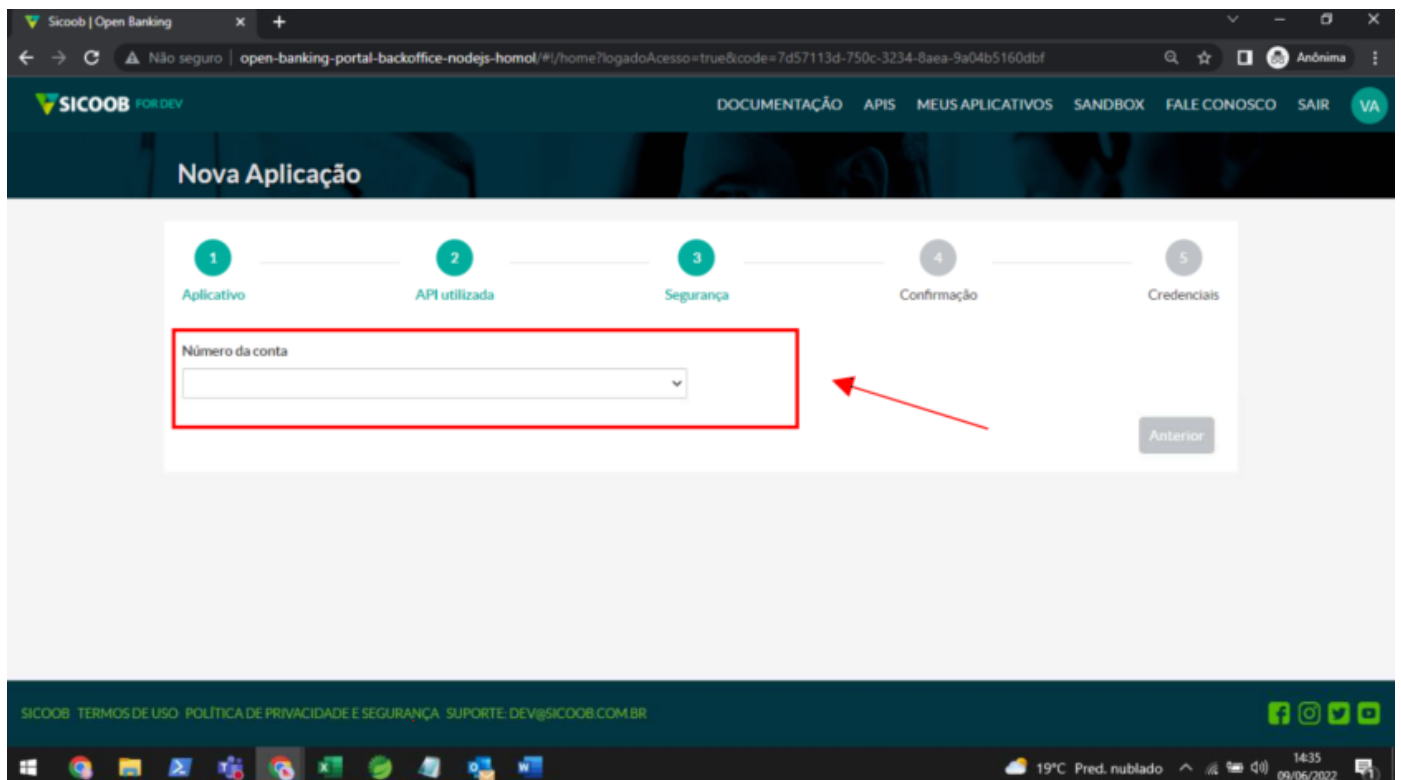 Sicoob | Open Banking
Não seguro | open-banking-portal-backoffice-nodejs-homol/#!/home?logadoAcesso=true&code=7d57113d-750c-3234-8aea-9a04b5160dbf
Anônima
SICOOB FOR DEV
DOCUMENTAÇÃO APIS MEUS APLICATIVOS SANDBOX FALE CONOSCO SAIR VA
Nova Aplicação
1 2 3 4 5
Aplicativo API utilizada Segurança Confirmação Credenciais
Número da conta
Anterior
SICOOB TERMOS DE USO POLÍTICA DE PRIVACIDADE E SEGURANÇA SUPORTE: DEV@SICOOB.COM.BR
19°C Pred. nublado
14:35
09/06/2022